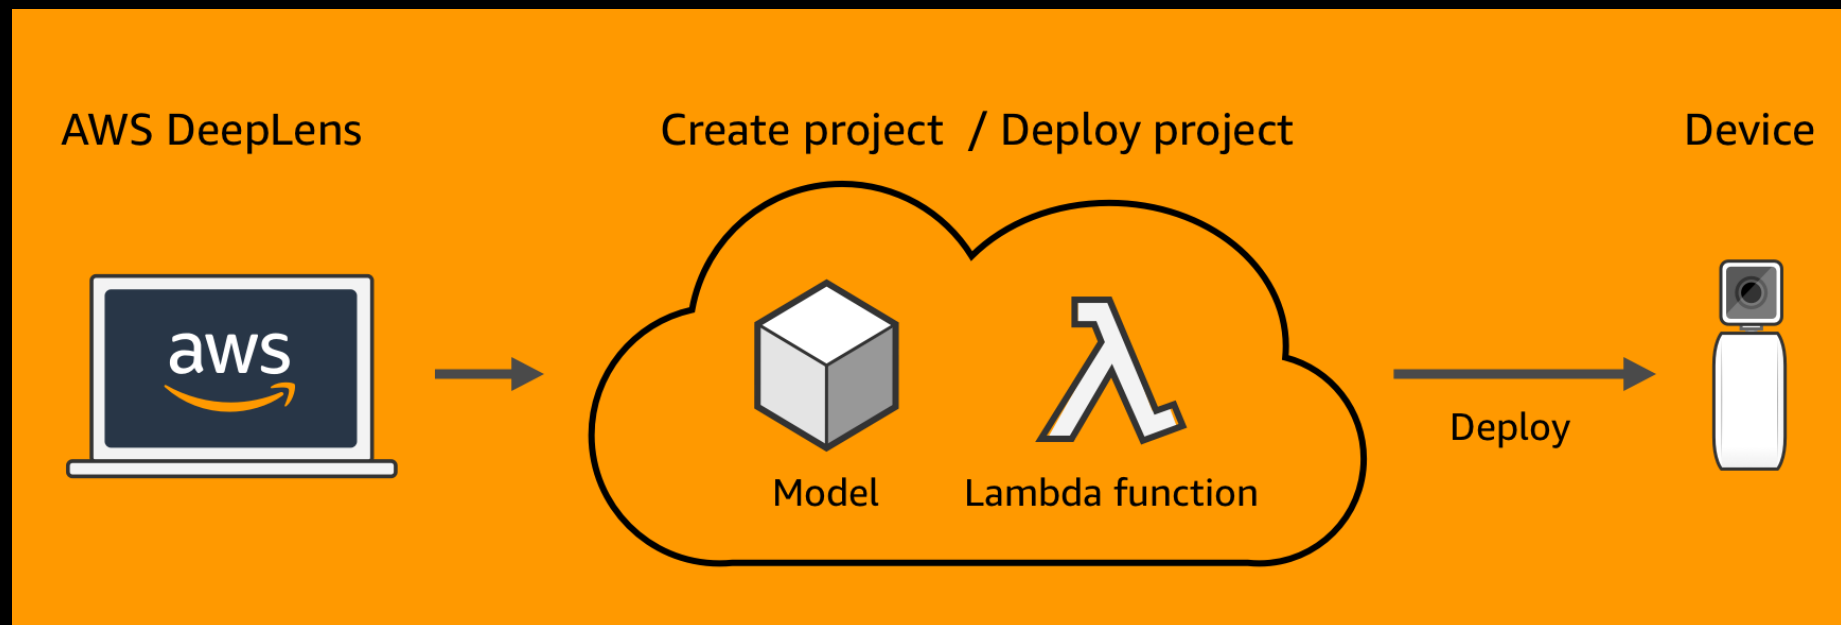 AWS DeepLens
Create project / Deploy project
Device
aws
Model
Lambda function
Deploy